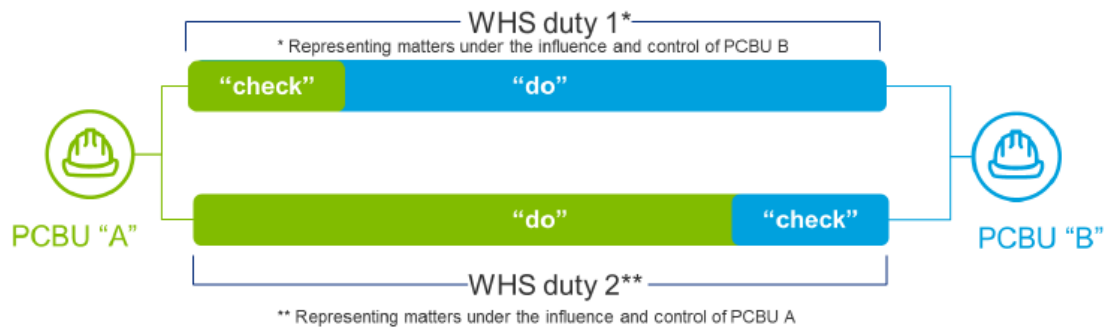 WHS duty 1*
* Representing matters under the influence and control of PCBU B
“check” “do”
PCBU “A”
PCBU “B”
“do” “check”
WHS duty 2**
** Representing matters under the influence and control of PCBU A